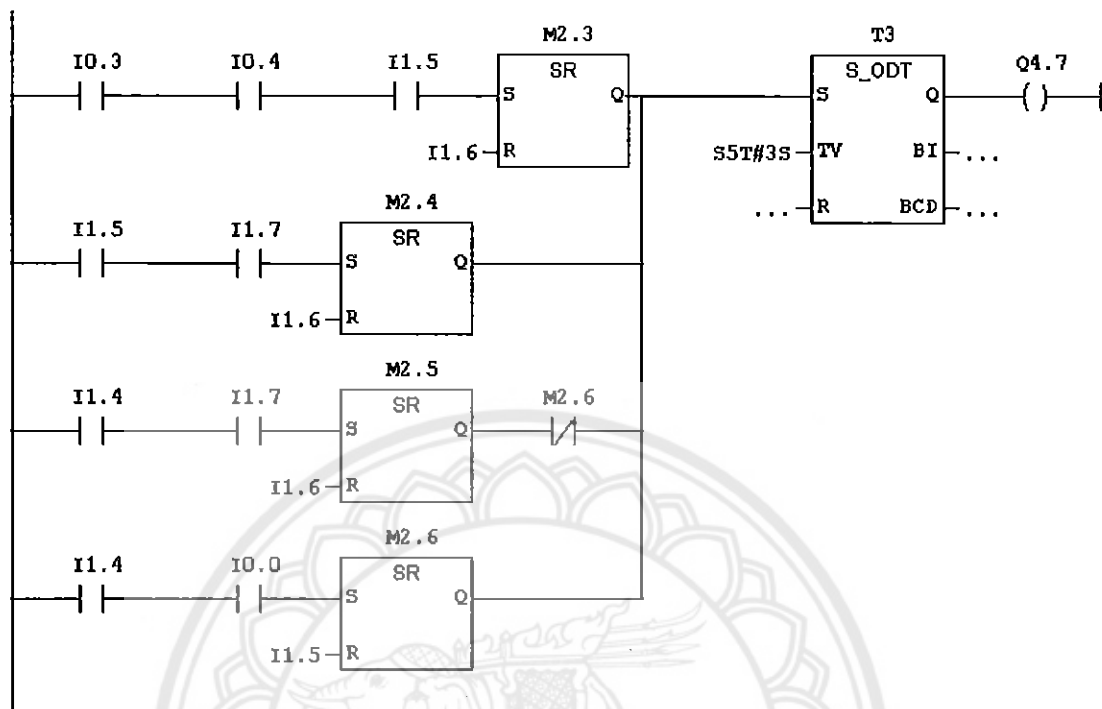 M2.3 T3
I0.3 I0.4 I1.5 SR S_ODT Q4.7
S Q S Q
I1.6 R S5T#3S TV BI ...
M2.4 ... R BCD ...
I1.5 I1.7 SR
S Q
I1.6 R
M2.5
I1.4 I1.7 SR M2.6
S Q
I1.6 R
M2.6
I1.4 I0.0 SR
S Q
I1.5 R